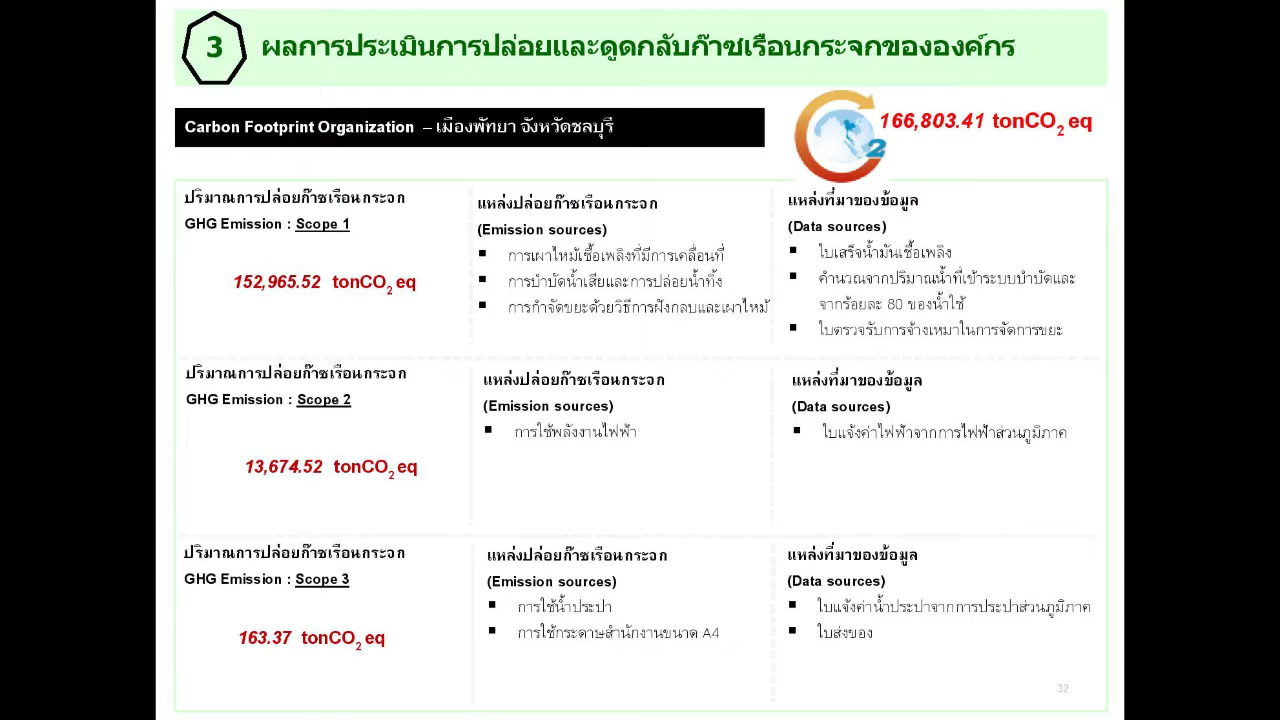 3
ผลการประเมินการปล่อยและดูดกลับก๊าซเรือนกระจกขององค์กร
Carbon Footprint Organization – เมืองพัทยา จังหวัดชลบุรี
2
166,803.41 tonCO2 eq
ปริมาณการปล่อยก๊าซเรือนกระจก
GHG Emission : Scope 1
152,965.52 tonCO2 eq
แหล่งปล่อยก๊าซเรือนกระจก
(Emission sources)
▪ การเผาไหม้เชื้อเพลิงที่มีการเคลื่อนที่
▪ การบำบัดน้ำเสียและการปล่อยน้ำทิ้ง
▪ การกำจัดขยะด้วยวิธีการฝังกลบและเผาไหม้
แหล่งที่มาของข้อมูล
(Data sources)
▪ ใบเสร็จน้ำมันเชื้อเพลิง
▪ คำนวณจากปริมาณน้ำที่เข้าระบบบำบัดและ
จากร้อยละ 80 ของน้ำใช้
▪ ใบตรวจรับการจ้างเหมาในการจัดการขยะ
ปริมาณการปล่อยก๊าซเรือนกระจก
GHG Emission : Scope 2
13,674.52 tonCO2 eq
แหล่งปล่อยก๊าซเรือนกระจก
(Emission sources)
▪ การใช้พลังงานไฟฟ้า
แหล่งที่มาของข้อมูล
(Data sources)
▪ ใบแจ้งค่าไฟฟ้าจากการไฟฟ้าส่วนภูมิภาค
ปริมาณการปล่อยก๊าซเรือนกระจก
GHG Emission : Scope 3
163.37 tonCO2 eq
แหล่งปล่อยก๊าซเรือนกระจก
(Emission sources)
▪ การใช้น้ำประปา
▪ การใช้กระดาษสำนักงานขนาด A4
แหล่งที่มาของข้อมูล
(Data sources)
▪ ใบแจ้งค่าน้ำประปาจากการประปาส่วนภูมิภาค
▪ ใบส่งของ
32